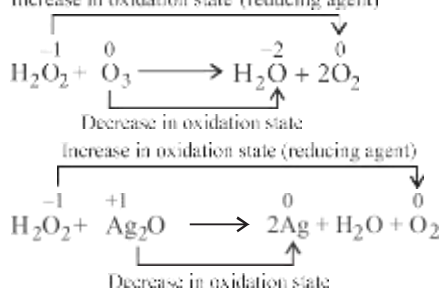 Increase in oxidation state (reducing agent)
–1 0 –2 0
H₂O₂ + O₃ ⟶ H₂O + 2O₂
Decrease in oxidation state
Increase in oxidation state (reducing agent)
–1 +1 0 0
H₂O₂ + Ag₂O ⟶ 2Ag + H₂O + O₂
Decrease in oxidation state